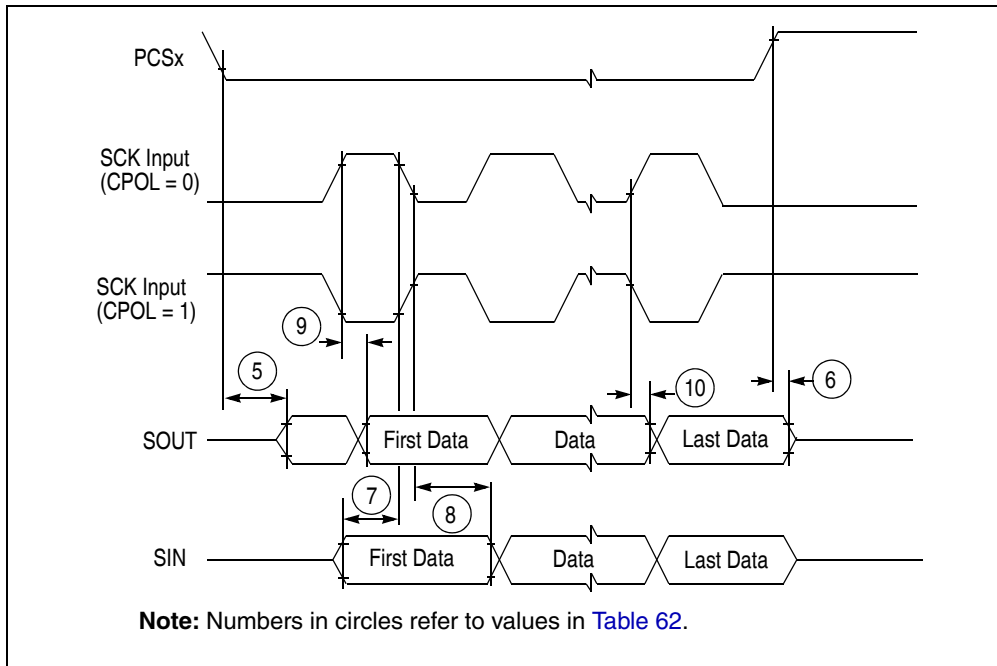 PCSx
SCK Input
(CPOL = 0)
SCK Input
(CPOL = 1)
9
5
10
6
SOUT
First Data
Data
Last Data
7
8
SIN
First Data
Data
Last Data
Note: Numbers in circles refer to values in Table 62.